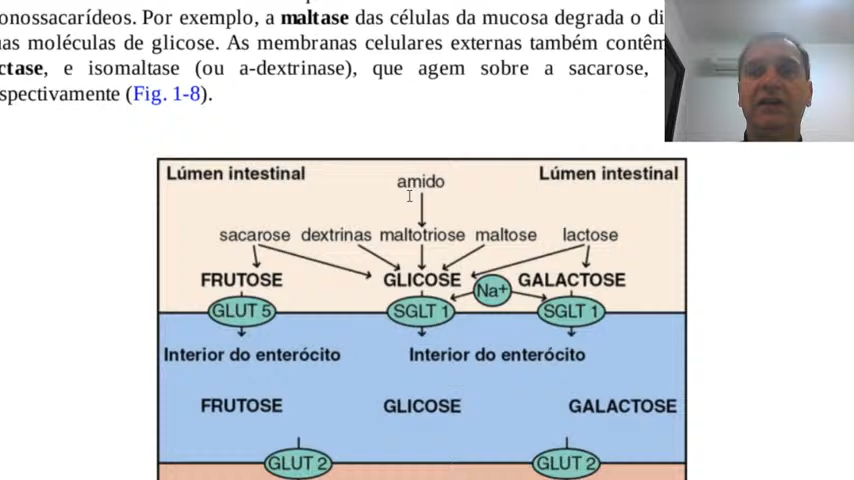 onossacarídeos. Por exemplo, a maltase das células da mucosa degrada o di
uas moléculas de glicose. As membranas celulares externas também contêm
ctase, e isomaltase (ou a-dextrinase), que agem sobre a sacarose,
spectivamente (Fig. 1-8).
Lúmen intestinal amido Lúmen intestinal
sacarose dextrinas maltotriose maltose lactose
FRUTOSE GLICOSE Na+ GALACTOSE
GLUT 5 SGLT 1 SGLT 1
Interior do enterócito Interior do enterócito
FRUTOSE GLICOSE GALACTOSE
GLUT 2 GLUT 2